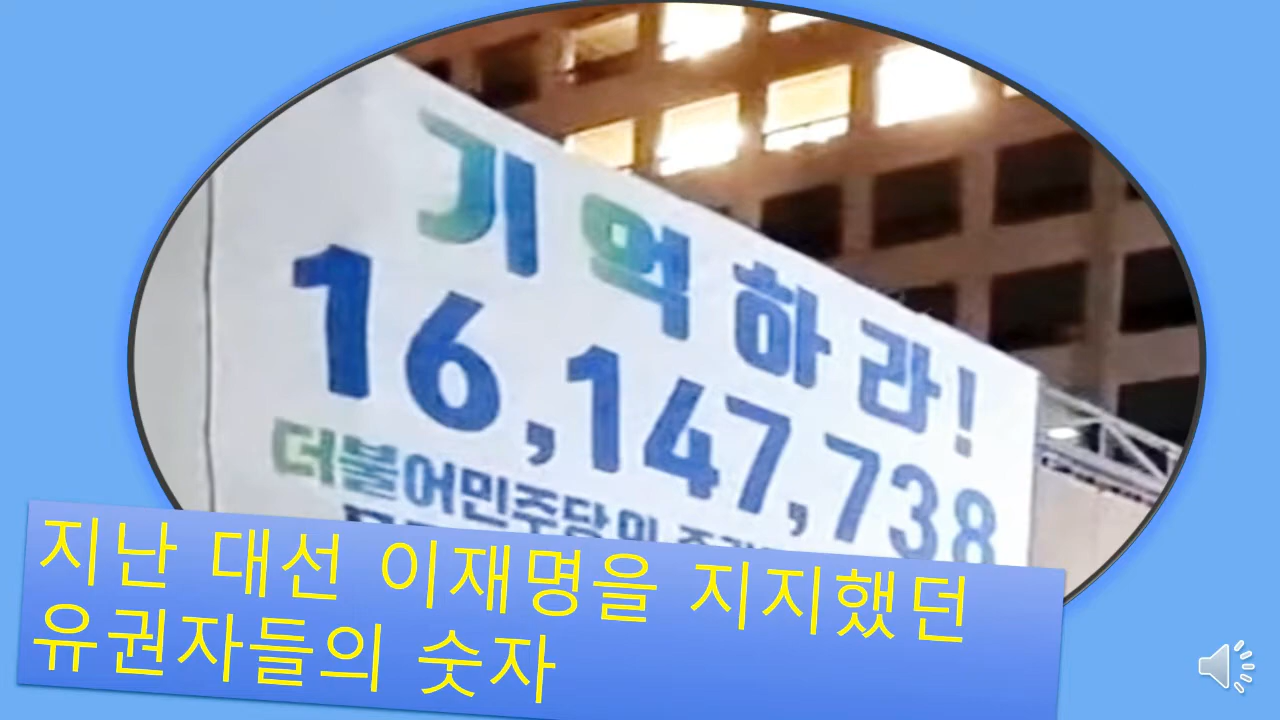 기억하라!
16,147,738
더불어민주당의
지난 대선 이재명을 지지했던
유권자들의 숫자